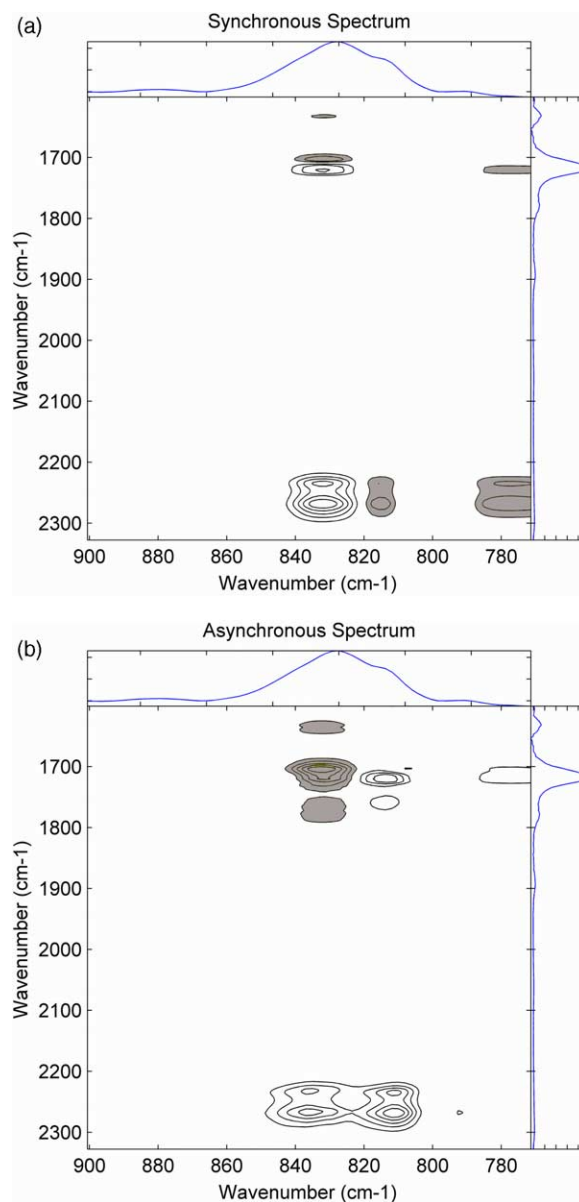 (a)
Synchronous Spectrum
Wavenumber (cm-1)
1700
1800
1900
2000
2100
2200
2300
900 880 860 840 820 800 780
Wavenumber (cm-1)
(b)
Asynchronous Spectrum
Wavenumber (cm-1)
1700
1800
1900
2000
2100
2200
2300
900 880 860 840 820 800 780
Wavenumber (cm-1)